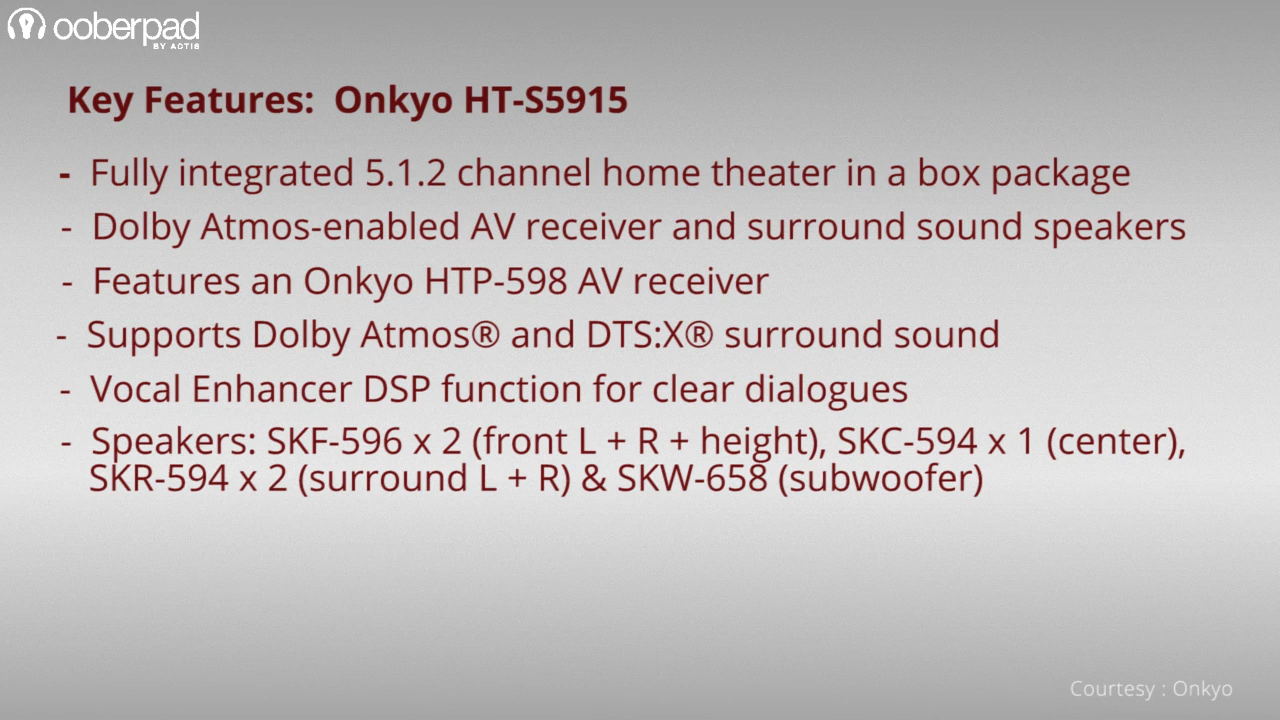 ooberpad
BY ACTIS
Key Features: Onkyo HT-S5915
- Fully integrated 5.1.2 channel home theater in a box package
- Dolby Atmos-enabled AV receiver and surround sound speakers
- Features an Onkyo HTP-598 AV receiver
- Supports Dolby Atmos® and DTS:X® surround sound
- Vocal Enhancer DSP function for clear dialogues
- Speakers: SKF-596 x 2 (front L + R + height), SKC-594 x 1 (center),
SKR-594 x 2 (surround L + R) & SKW-658 (subwoofer)
Courtesy : Onkyo